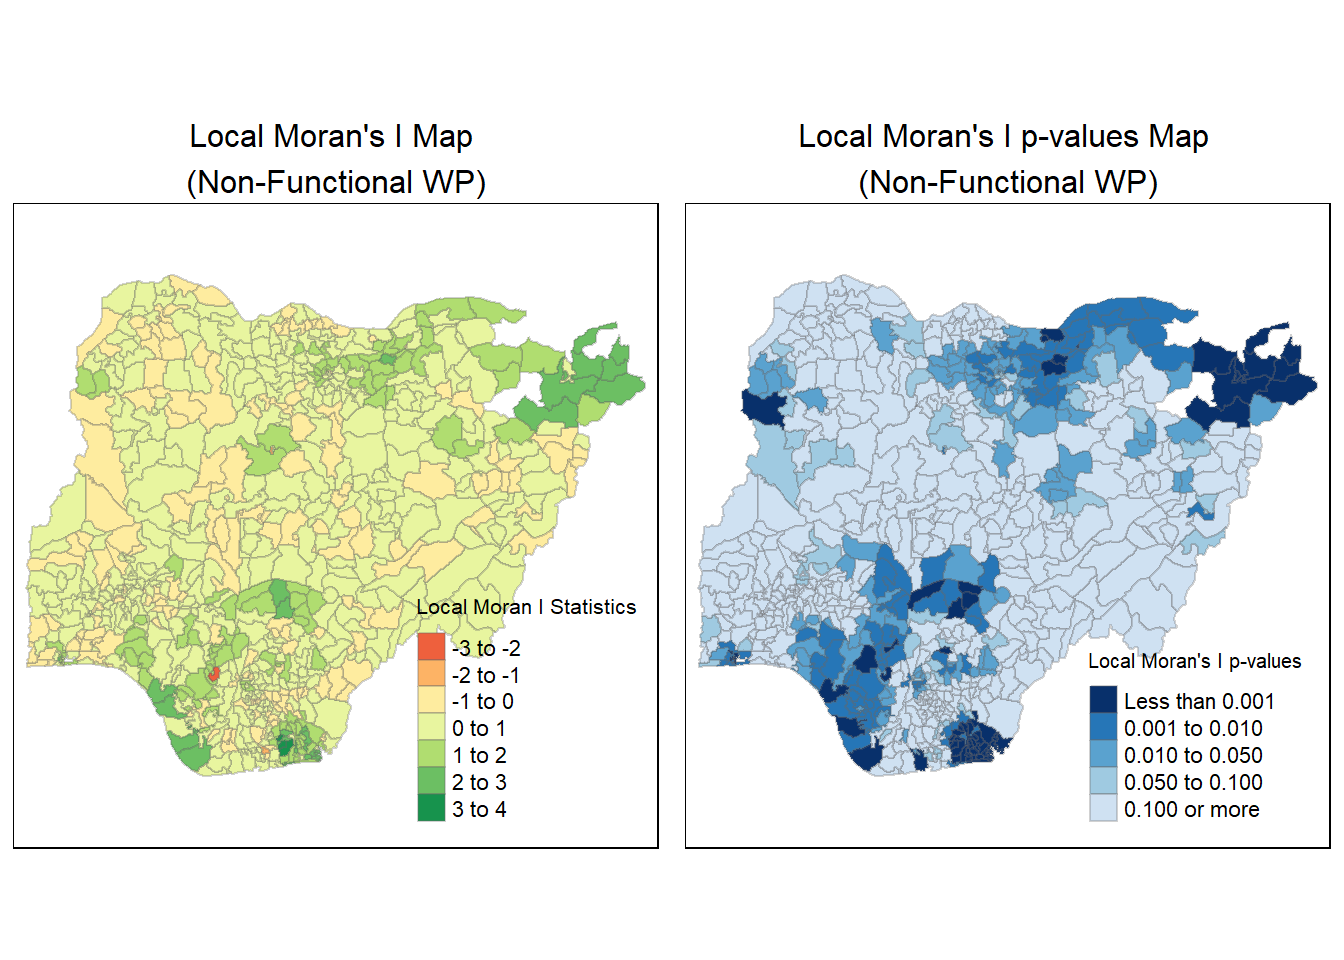 Local Moran's I Map
(Non-Functional WP)
Local Moran I Statistics
-3 to -2
-2 to -1
-1 to 0
0 to 1
1 to 2
2 to 3
3 to 4
Local Moran's I p-values Map
(Non-Functional WP)
Local Moran's I p-values
Less than 0.001
0.001 to 0.010
0.010 to 0.050
0.050 to 0.100
0.100 or more